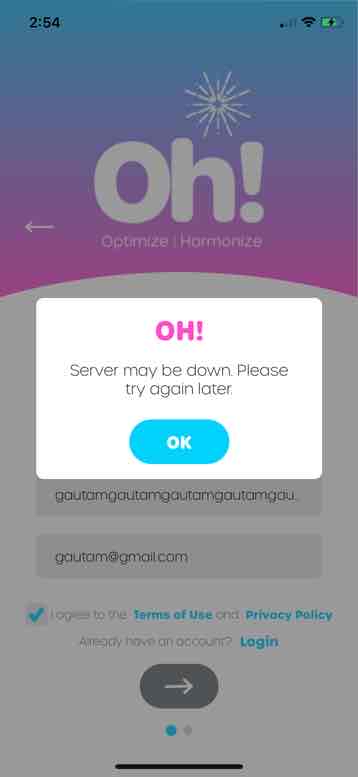 2:54
Oh!
Optimize | Harmonize
OH!
Server may be down. Please
try again later.
OK
gautamgautamgautamgautamgau...
gautam@gmail.com
I agree to the Terms of Use and Privacy Policy
Already have an account? Login